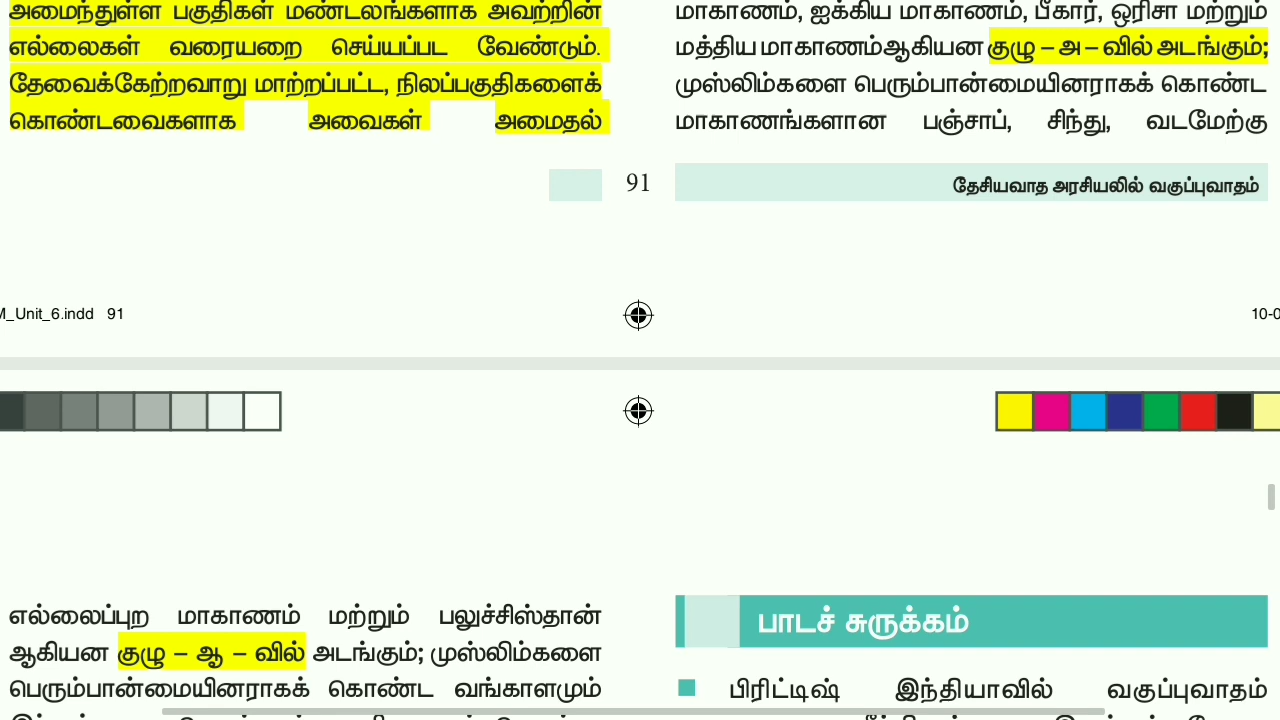 அமைந்துள்ள பகுதிகள் மண்டலங்களாக அவற்றின்
எல்லைகள் வரையறை செய்யப்பட வேண்டும்.
தேவைக்கேற்றவாறு மாற்றப்பட்ட, நிலப்பகுதிகளைக்
கொண்டவைகளாக அவைகள் அமைதல்
மாகாணம், ஐக்கிய மாகாணம், பீகார், ஒரிசா மற்றும்
மத்திய மாகாணம்ஆகியன குழு – அ – வில் அடங்கும்;
முஸ்லிம்களை பெரும்பான்மையினராகக் கொண்ட
மாகாணங்களான பஞ்சாப், சிந்து, வடமேற்கு
91 தேசியவாத அரசியலில் வகுப்புவாதம்
M_Unit_6.indd 91
10-0
எல்லைப்புற மாகாணம் மற்றும் பலுச்சிஸ்தான்
ஆகியன குழு – ஆ – வில் அடங்கும்; முஸ்லிம்களை
பெரும்பான்மையினராகக் கொண்ட வங்காளமும்
பாடச் சுருக்கம்
பிரிட்டிஷ் இந்தியாவில் வகுப்புவாதம்